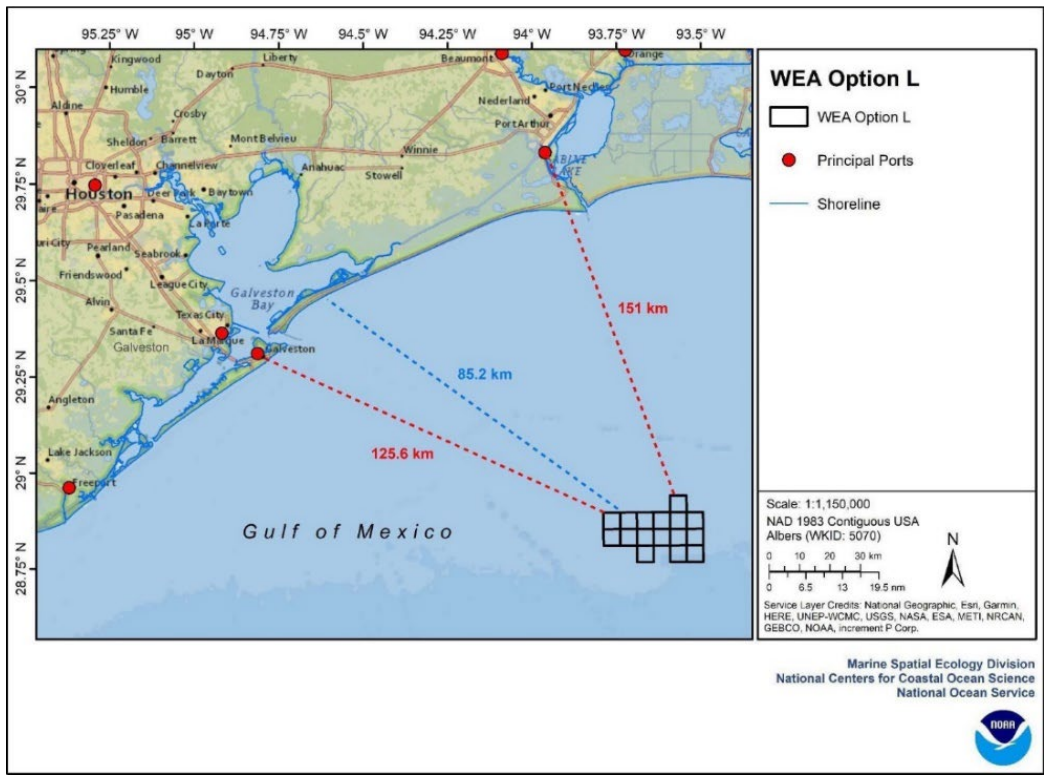 95.25° W 95° W 94.75° W 94.5° W 94.25° W 94° W 93.75° W 93.5° W
30° N
29.75° N
29.5° N
29.25° N
29° N
28.75° N
Kingwood
Humble
Aldine
Dayton
Liberty
Beaumont
Orange
Crosby
Sheldon
Barrett
Mont Belvieu
Nederland
Port Arthur
Cloverleaf
Channelview
Anahuac
Winnie
Stowell
Houston
Deer Park
Baytown
Pasadena
La Porte
Pearland
Seabrook
Friendswood
League City
Galveston
Bay
Alvin
Texas City
Santa Fe
La Marque
Galveston
Galveston
Angleton
Lake Jackson
Freeport
151 km
85.2 km
125.6 km
Gulf of Mexico
WEA Option L
WEA Option L
Principal Ports
Shoreline
Scale: 1:1,150,000
NAD 1983 Contiguous USA
Albers (WKID: 5070)
N
0 10 20 30 km
0 6.5 13 19.5 nm
Service Layer Credits: National Geographic, Esri, Garmin,
HERE, UNEP-WCMC, USGS, NASA, ESA, METI, NRCAN,
GEBCO, NOAA, increment P Corp.
Marine Spatial Ecology Division
National Centers for Coastal Ocean Science
National Ocean Service
NOAA